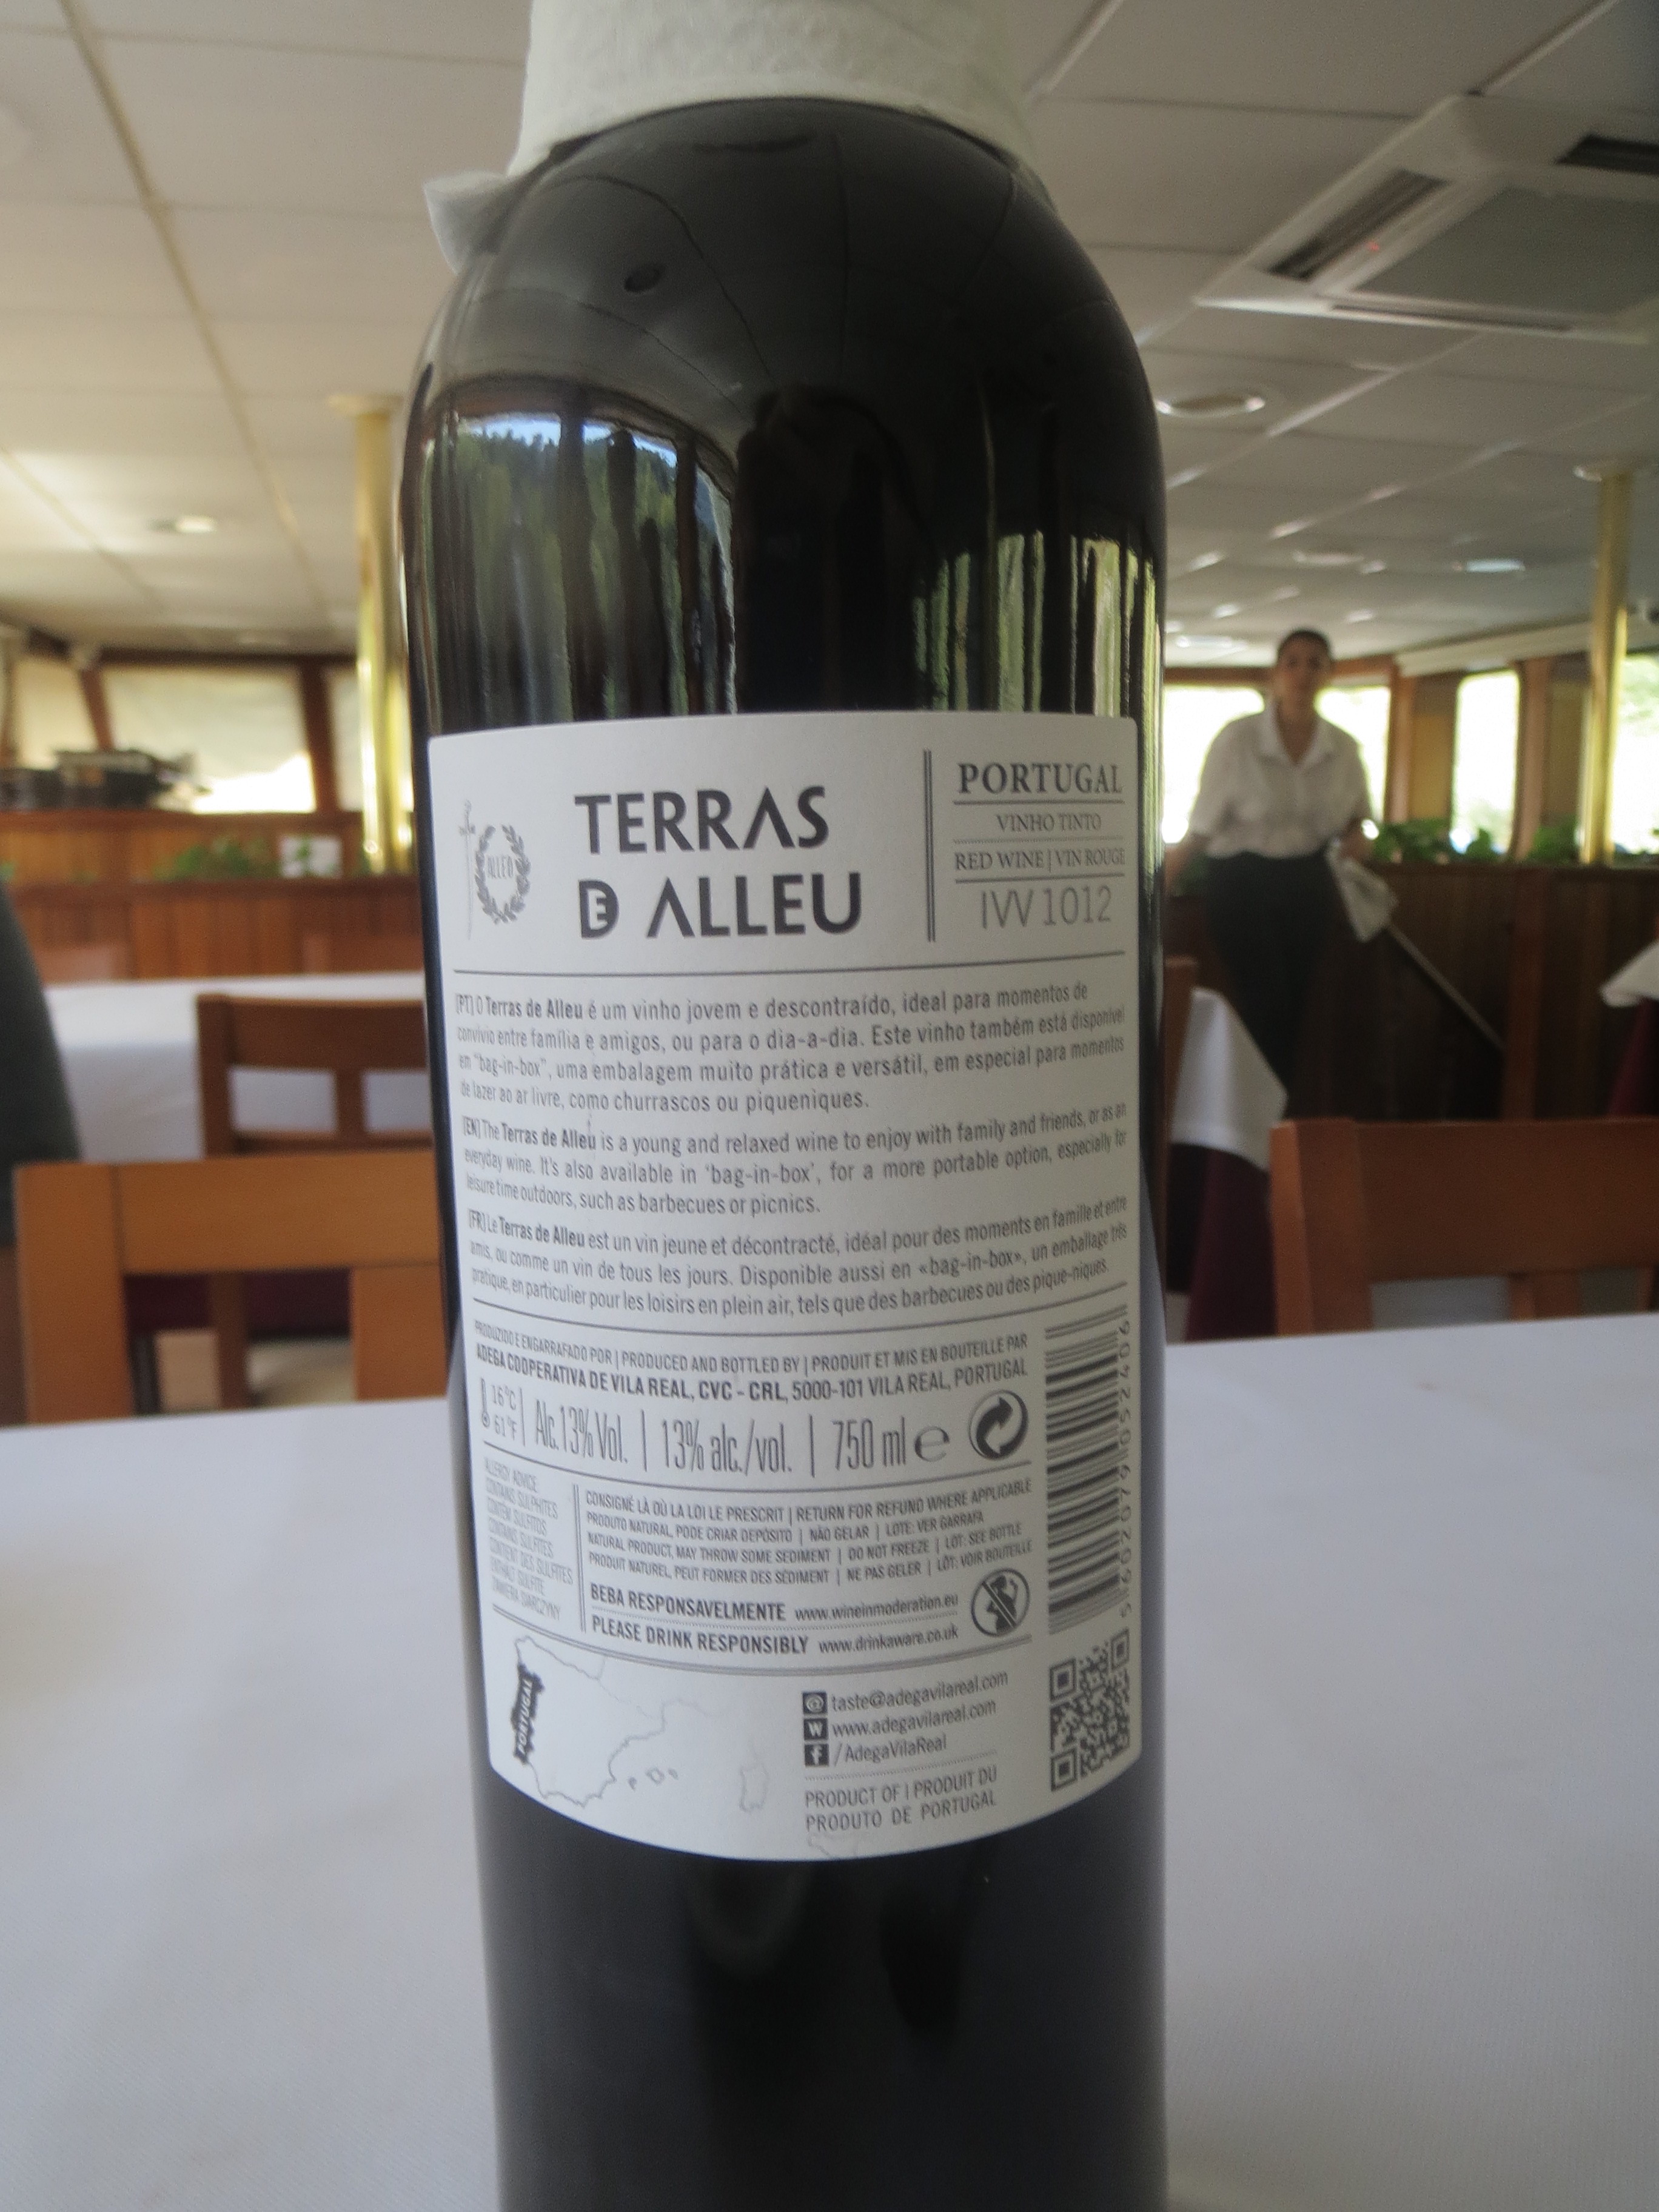 ALLEO
TERRAS
DE ALLEU
PORTUGAL
VINHO TINTO
RED WINE | VIN ROUGE
IVV 1012
[PT] O Terras de Alleu é um vinho jovem e descontraído, ideal para momentos de
convívio entre família e amigos, ou para o dia-a-dia. Este vinho também está disponível
em "bag-in-box", uma embalagem muito prática e versátil, em especial para momentos
de lazer ao ar livre, como churrascos ou piqueniques.
[EN] The Terras de Alleu is a young and relaxed wine to enjoy with family and friends, or as an
everyday wine. It's also available in 'bag-in-box', for a more portable option, especially for
leisure time outdoors, such as barbecues or picnics.
[FR] Le Terras de Alleu est un vin jeune et décontracté, idéal pour des moments en famille et entre
amis, ou comme un vin de tous les jours. Disponible aussi en «bag-in-box», un emballage très
pratique, en particulier pour les loisirs en plein air, tels que des barbecues ou des pique-niques.
PRODUZIDO E ENGARRAFADO POR | PRODUCED AND BOTTLED BY | PRODUIT ET MIS EN BOUTEILLE PAR
ADEGA COOPERATIVA DE VILA REAL, CVC - CRL, 5000-101 VILA REAL, PORTUGAL
16°C
61°F
Alc.13%Vol. | 13% alc./vol. | 750 ml e
ALLERGY ADVICE
CONTAINS SULPHITES
CONTÉM SULFITOS
CONTAINS SULFITES
CONTIENT DES SULFITES
ENTHÄLT SULFITE
ZAWIERA SIARCZYNY
CONSIGNÉ LÀ OÙ LA LOI LE PRESCRIT | RETURN FOR REFUND WHERE APPLICABLE
PRODUTO NATURAL, PODE CRIAR DEPÓSITO | NÃO GELAR | LOTE: VER GARRAFA
NATURAL PRODUCT, MAY THROW SOME SEDIMENT | DO NOT FREEZE | LOT: SEE BOTTLE
PRODUIT NATUREL, PEUT FORMER DES SÉDIMENT | NE PAS GELER | LÔT: VOIR BOUTEILLE
BEBA RESPONSAVELMENTE www.wineinmoderation.eu
PLEASE DRINK RESPONSIBLY www.drinkaware.co.uk
5 602079 052406
PORTUGAL
@ taste@adegavilareal.com
W www.adegavilareal.com
f /AdegaVilaReal
PRODUCT OF | PRODUIT DU
PRODUTO DE PORTUGAL